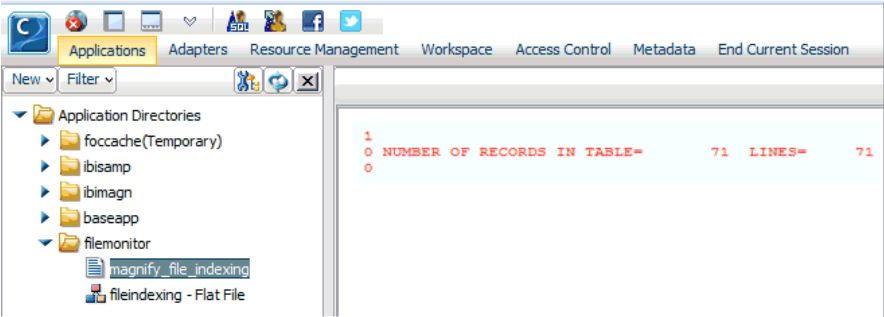 C SQL f
Applications Adapters Resource Management Workspace Access Control Metadata End Current Session
New Filter
Application Directories
foccache(Temporary)
ibisamp
ibimagn
baseapp
filemonitor
magnify_file_indexing
fileindexing - Flat File
1
0 NUMBER OF RECORDS IN TABLE= 71 LINES= 71
0